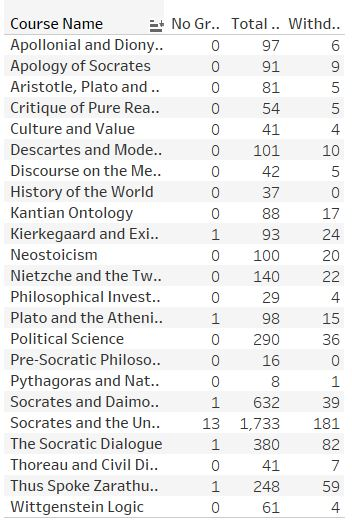 Course Name No Gr.. Total .. Withd..
Apollonial and Diony.. 0 97 6
Apology of Socrates 0 91 9
Aristotle, Plato and .. 0 81 5
Critique of Pure Rea.. 0 54 5
Culture and Value 0 41 4
Descartes and Mode.. 0 101 10
Discourse on the Me.. 0 42 5
History of the World 0 37 0
Kantian Ontology 0 88 17
Kierkegaard and Exi.. 1 93 24
Neostoicism 0 100 20
Nietzche and the Tw.. 0 140 22
Philosophical Invest.. 0 29 4
Plato and the Atheni.. 1 98 15
Political Science 0 290 36
Pre-Socratic Philoso.. 0 16 0
Pythagoras and Nat.. 0 8 1
Socrates and Daimo.. 1 632 39
Socrates and the Un.. 13 1,733 181
The Socratic Dialogue 1 380 82
Thoreau and Civil Di.. 0 41 7
Thus Spoke Zarathu.. 1 248 59
Wittgenstein Logic 0 61 4